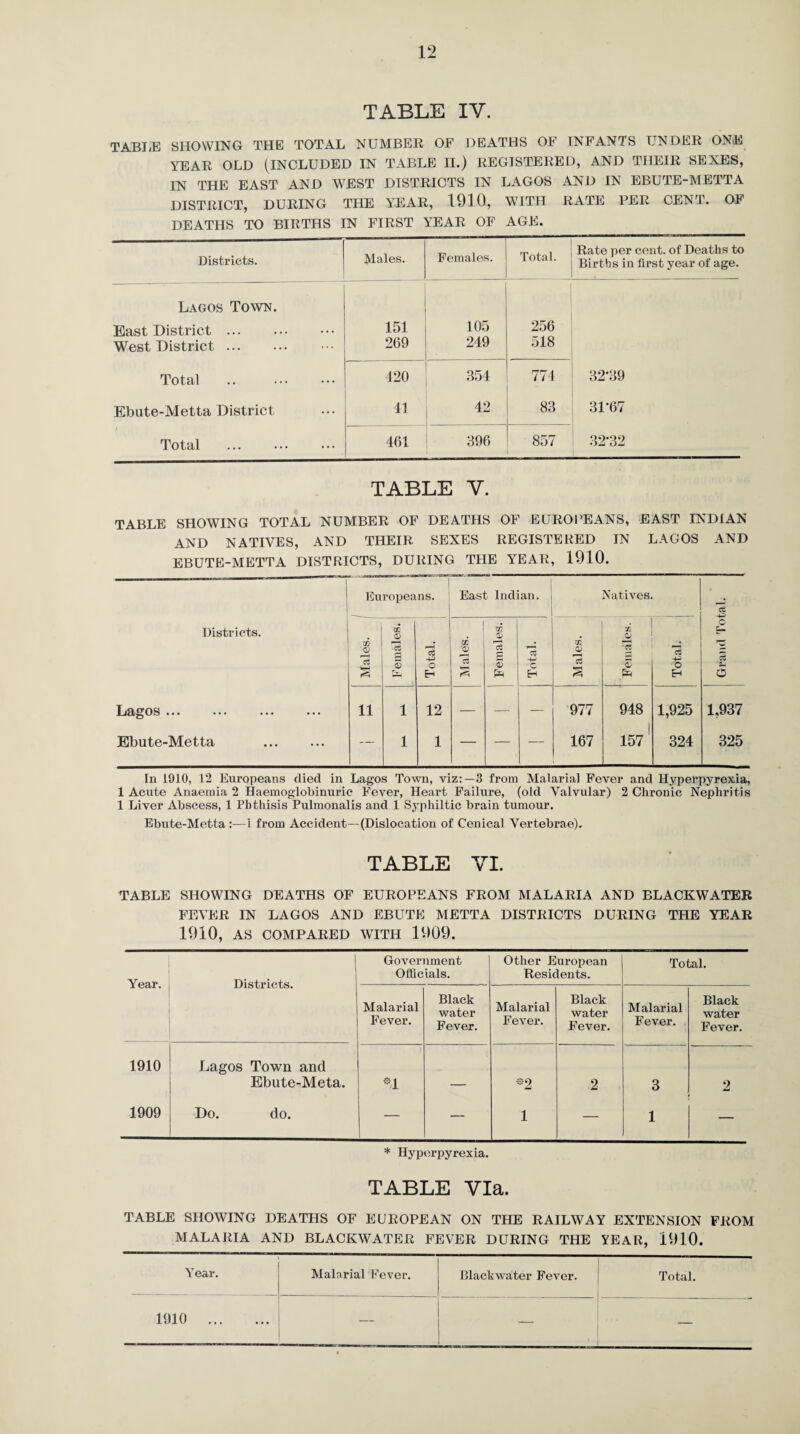 12
TABLE IV.
TABLE SHOWING THE TOTAL NUMBER OF DEATHS OF INFANTS UNDER ONE
YEAR OLD (INCLUDED IN TABLE II.) REGISTERED, AND THEIR SEXES,
IN THE EAST AND WEST DISTRICTS IN LAGOS AND IN EBUTE-METTA
DISTRICT, DURING THE YEAR, 1910, WITH RATE PER CENT. OF
DEATHS TO BIRTHS IN FIRST YEAR OF AGE.
Districts. Males. Females. Total. Rate per cent. of Deaths to Births in first year of age.
LAGOS TOWN.
East District ... ... ... 151 105 256
West District ... ... ... 269 249 518
Total .. ... ... 420 354 774 32·39
Ebute-Metta District ... 41 42 83 31·67
Total ... ... ... 461 396 857 32·32
TABLE V.
TABLE SHOWING TOTAL NUMBER OF DEATHS OF EUROPEANS, EAST INDIAN
AND NATIVES, AND THEIR SEXES REGISTERED IN LAGOS AND
EBUTE-METTA DISTRICTS, DURING THE YEAR, 1910.
Districts. Europeans. East Indian. Natives. Grand Total.
Males. Females. Total. Males. Females. Total. Males. Females. Total.
Lagos ... ... ... ... 11 1 12 — — — 977 948 1,925 1,937
Ebute-Metta ... ... — 1 1 — — — 167 157 324 325
In 1910, 12 Europeans died in Lagos Town, viz:—3 from Malarial Fever and Hyperpyrexia,
1 Acute Anaemia 2 Haemoglobinuric Fever, Heart Failure, (old Valvular) 2 Chronic Nephritis
1 Liver Abscess, 1 Phthisis Pulmonalis and 1 Syphiltic brain tumour.
Ebute-Metta :—1 from Accident—(Dislocation of Cenical Vertebrae).
TABLE VI.
TABLE SHOWING DEATHS OF EUROPEANS FROM MALARIA AND BLACKWATER
FEVER IN LAGOS AND EBUTE METTA DISTRICTS DURING THE YEAR
1910, AS COMPARED WITH 1909.
Year. Districts. Government Officials. Other European Residents. Total.
Malarial Fever. Black water Fever. Malarial Fever. Black water Fever. Malarial Fever. Black water Fever.
1910 Lagos Town and
Ebute-Meta. *1 — *2 2 3 2
1909 Do. do. — — 1 — 1 —
* Hyperpyrexia.
TABLE VIa.
TABLE SHOWING DEATHS OF EUROPEAN ON THE RAILWAY EXTENSION FROM
MALARIA AND BLACKWATER FEVER DURING THE YEAR, 1910.
Year. Malarial Fever. Blackwater Fever. Total.
1910 ... ... — — —